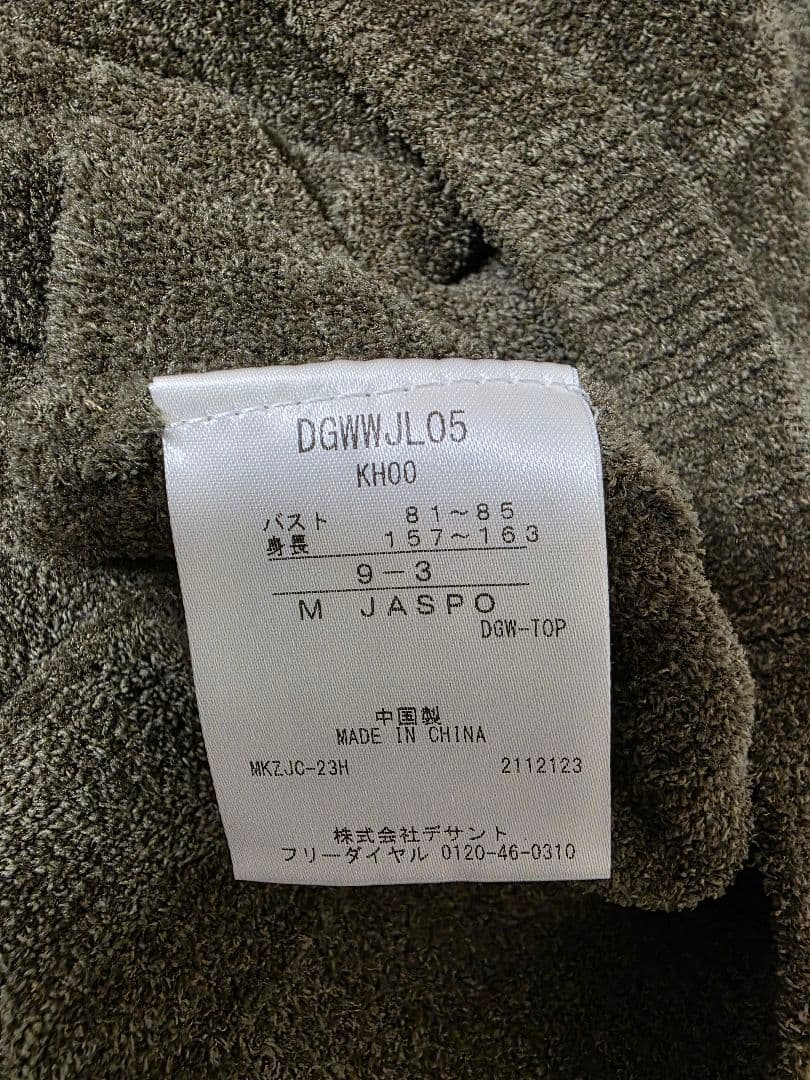 DGWWJL05
KH00
バスト 81～85
身長 157～163
9－3
M JASPO
DGW-TOP
中国製
MADE IN CHINA
MKZJC-23H 2112123
株式会社デサント
フリーダイヤル 0120-46-0310